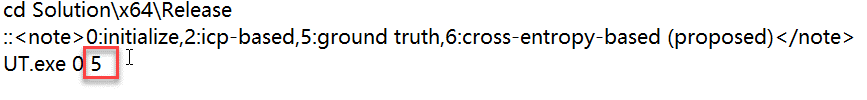 cd Solution\x64\Release
::<note>0:initialize,2:icp-based,5:ground truth,6:cross-entropy-based (proposed)</note>
UT.exe 0 5